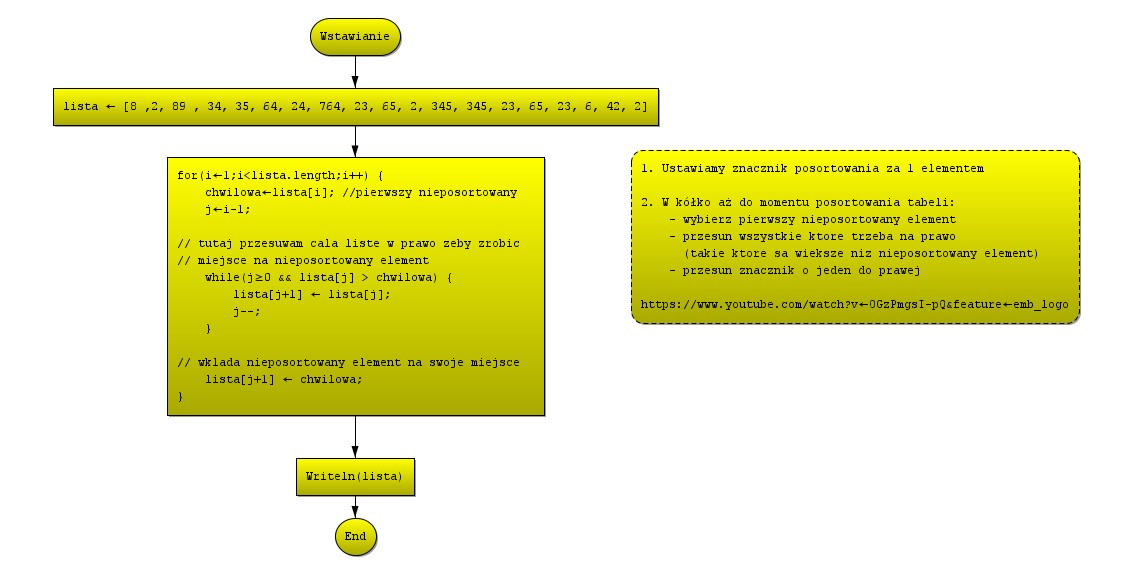 Wstawianie
lista ← [8 ,2, 89 , 34, 35, 64, 24, 764, 23, 65, 2, 345, 345, 23, 65, 23, 6, 42, 2]
for(i←1;i<lista.length;i++) {
chwilowa←lista[i]; //pierwszy nieposortowany
j←i-1;
// tutaj przesuwam cala liste w prawo zeby zrobic
// miejsce na nieposortowany element
while(j≥0 && lista[j] > chwilowa) {
lista[j+1] ← lista[j];
j--;
}
// wklada nieposortowany element na swoje miejsce
lista[j+1] ← chwilowa;
}
Writeln(lista)
End
1. Ustawiamy znacznik posortowania za 1 elementem
2. W kółko aż do momentu posortowania tabeli:
- wybierz pierwszy nieposortowany element
- przesun wszystkie ktore trzeba na prawo
(takie ktore sa wieksze niz nieposortowany element)
- przesun znacznik o jeden do prawej
https://www.youtube.com/watch?v←0GzPmgsI-pQ&feature←emb_logo